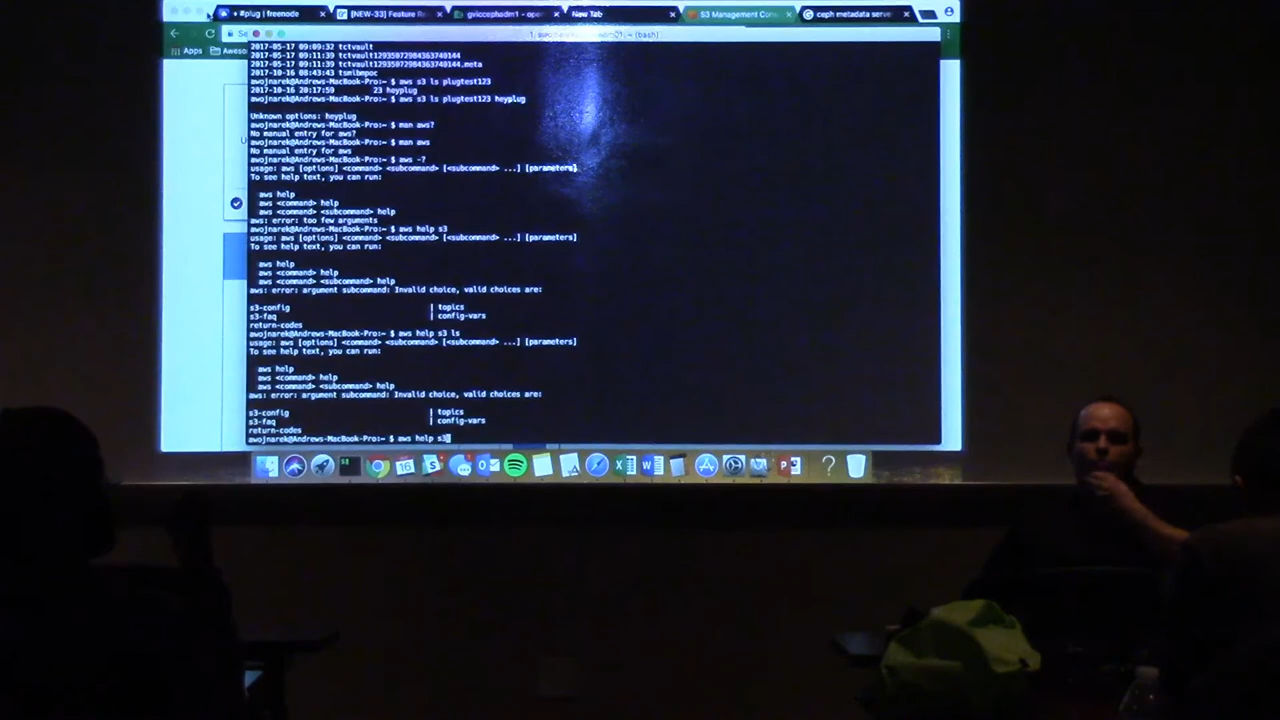 #plug | freenode
[NEW-33] Feature Re
gviccephadm1 - open
New Tab
S3 Management Con
ceph metadata serve
(bash)
Apps
2017-05-17 09:09:32 tctvault
2017-05-17 09:11:39 tctvault1293507298436374014​4
2017-05-17 09:11:39 tctvault12935072984363740144.meta
2017-10-16 08:43:43 tsmibmpoc
awojnarek@Andrews-MacBook-Pro:~ $ aws s3 ls plugtest123
2017-10-16 20:17:59 23 heyplug
awojnarek@Andrews-MacBook-Pro:~ $ aws s3 ls plugtest123 heyplug
Unknown options: heyplug
awojnarek@Andrews-MacBook-Pro:~ $ man aws?
No manual entry for aws?
awojnarek@Andrews-MacBook-Pro:~ $ man aws
No manual entry for aws
awojnarek@Andrews-MacBook-Pro:~ $ aws -?
usage: aws [options] <command> <subcommand> [<subcommand> ...] [parameters]
To see help text, you can run:
aws help
aws <command> help
aws <command> <subcommand> help
aws: error: too few arguments
awojnarek@Andrews-MacBook-Pro:~ $ aws help s3
usage: aws [options] <command> <subcommand> [<subcommand> ...] [parameters]
To see help text, you can run:
aws help
aws <command> help
aws <command> <subcommand> help
aws: error: argument subcommand: Invalid choice, valid choices are:
s3-config | topics
s3-faq | config-vars
return-codes
awojnarek@Andrews-MacBook-Pro:~ $ aws help s3 ls
usage: aws [options] <command> <subcommand> [<subcommand> ...] [parameters]
To see help text, you can run:
aws help
aws <command> help
aws <command> <subcommand> help
aws: error: argument subcommand: Invalid choice, valid choices are:
s3-config | topics
s3-faq | config-vars
return-codes
awojnarek@Andrews-MacBook-Pro:~ $ aws help s3
16